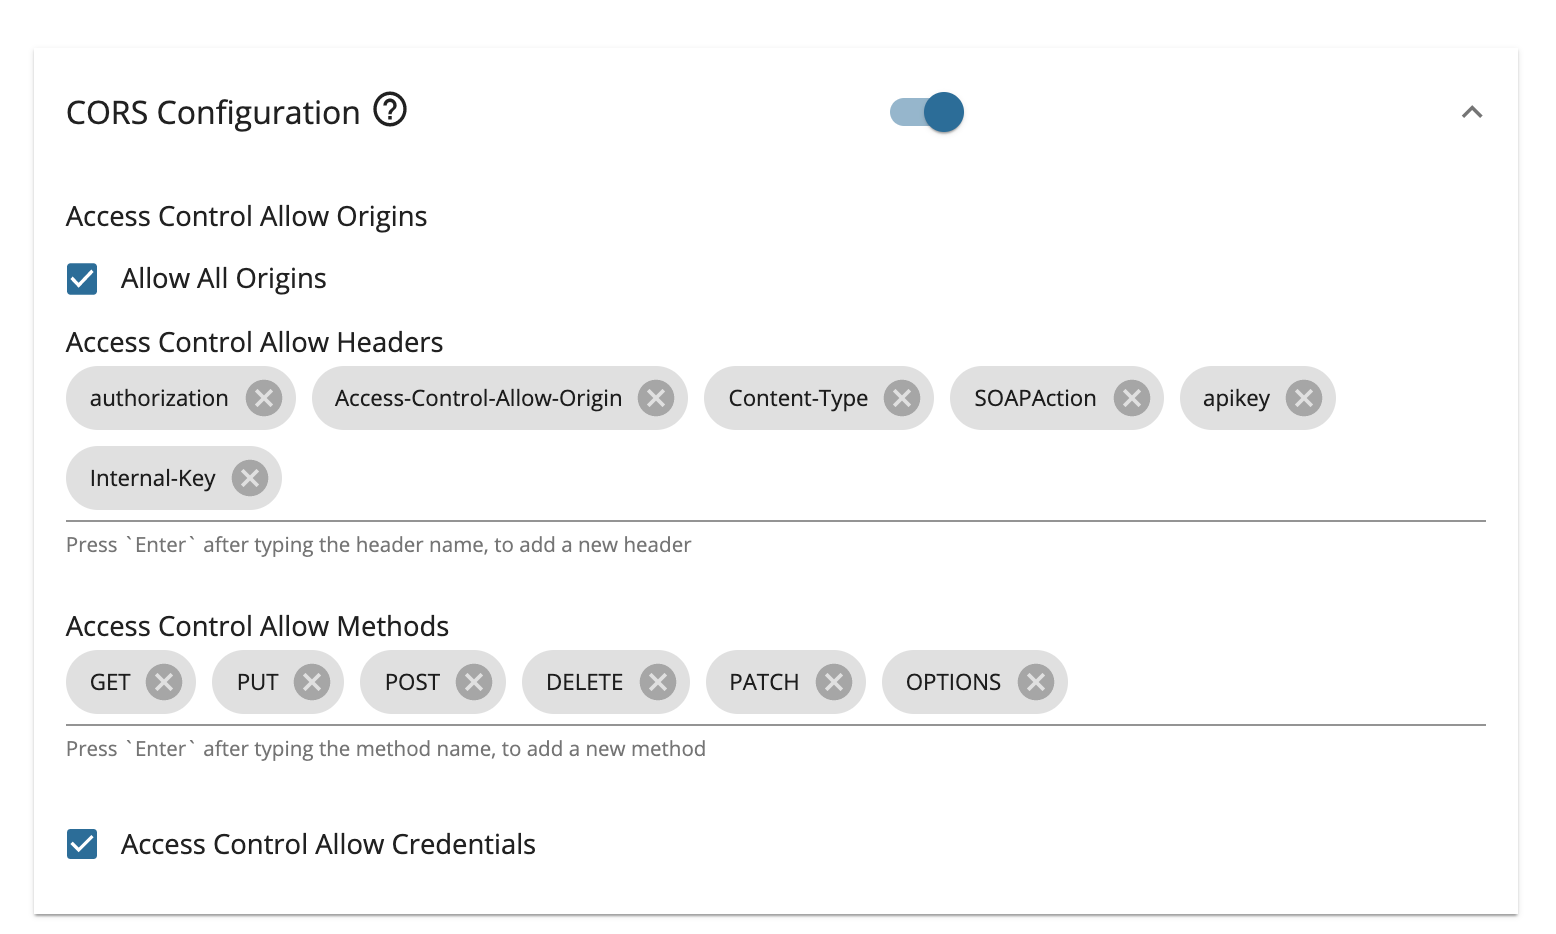 CORS Configuration
Access Control Allow Origins
Allow All Origins
Access Control Allow Headers
authorization Access-Control-Allow-Origin Content-Type SOAPAction apikey
Internal-Key
Press `Enter` after typing the header name, to add a new header
Access Control Allow Methods
GET PUT POST DELETE PATCH OPTIONS
Press `Enter` after typing the method name, to add a new method
Access Control Allow Credentials